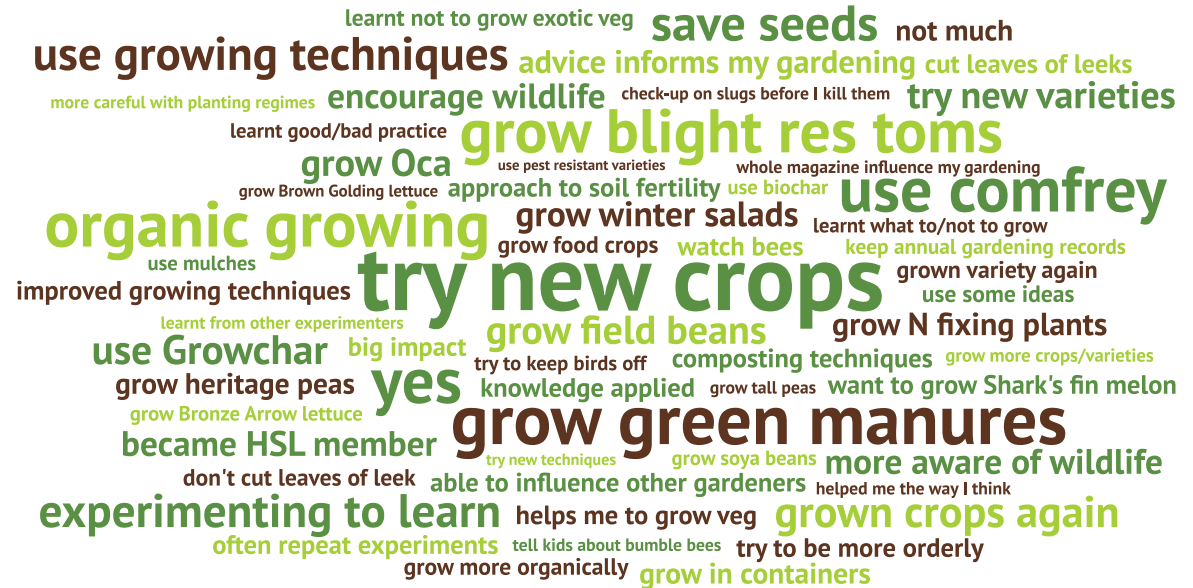 learnt not to grow exotic veg
save seeds
not much
use growing techniques
advice informs my gardening
cut leaves of leeks
more careful with planting regimes
encourage wildlife
check-up on slugs before I kill them
try new varieties
learnt good/bad practice
grow blight res toms
grow Oca
use pest resistant varieties
whole magazine influence my gardening
grow Brown Golding lettuce
approach to soil fertility
use biochar
use comfrey
organic growing
grow winter salads
learnt what to/not to grow
grow food crops
watch bees
keep annual gardening records
use mulches
try new crops
grown variety again
improved growing techniques
use some ideas
learnt from other experimenters
grow field beans
grow N fixing plants
use Growchar
big impact
try to keep birds off
composting techniques
grow more crops/varieties
grow heritage peas
yes
knowledge applied
grow tall peas
want to grow Shark's fin melon
grow Bronze Arrow lettuce
grow green manures
became HSL member
try new techniques
grow soya beans
more aware of wildlife
don't cut leaves of leek
able to influence other gardeners
helped me the way I think
experimenting to learn
helps me to grow veg
grown crops again
often repeat experiments
tell kids about bumble bees
try to be more orderly
grow more organically
grow in containers